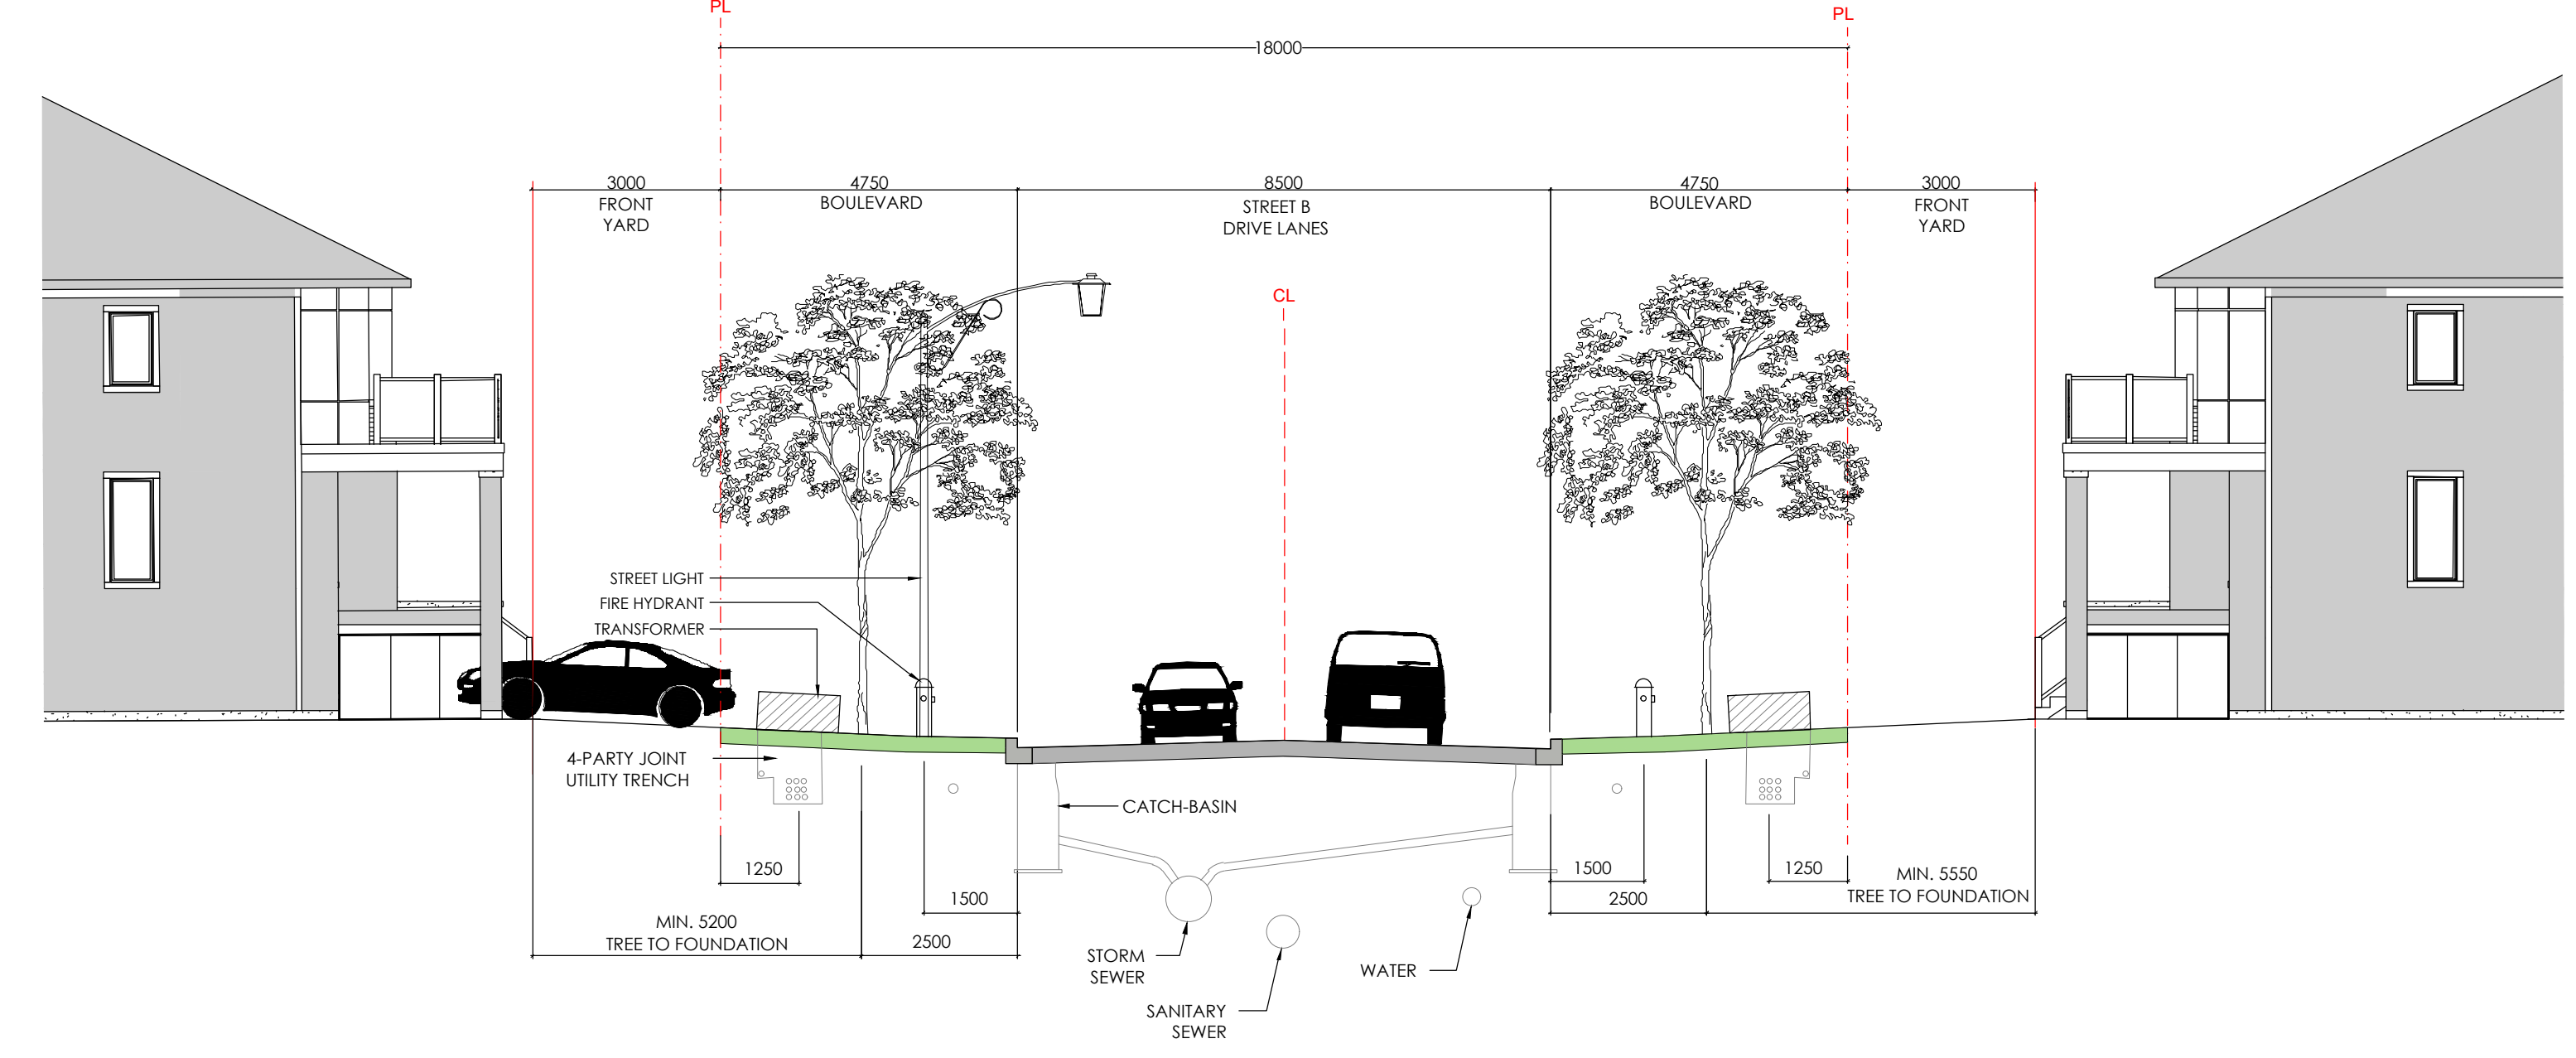 PL
PL
18000
3000
FRONT
YARD
4750
BOULEVARD
8500
STREET B
DRIVE LANES
4750
BOULEVARD
3000
FRONT
YARD
CL
STREET LIGHT
FIRE HYDRANT
TRANSFORMER
4-PARTY JOINT
UTILITY TRENCH
CATCH-BASIN
1250
1500
MIN. 5200
TREE TO FOUNDATION
2500
STORM
SEWER
SANITARY
SEWER
WATER
1500
2500
1250
MIN. 5550
TREE TO FOUNDATION